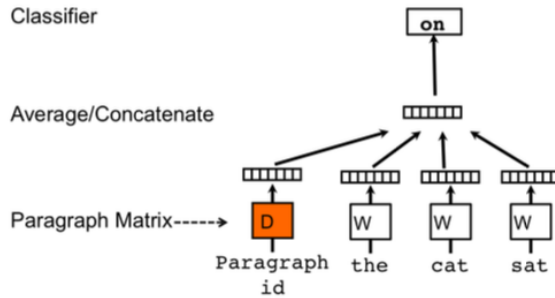 Classifier
on
Average/Concatenate
Paragraph Matrix
D
W
W
W
Paragraph
id
the
cat
sat